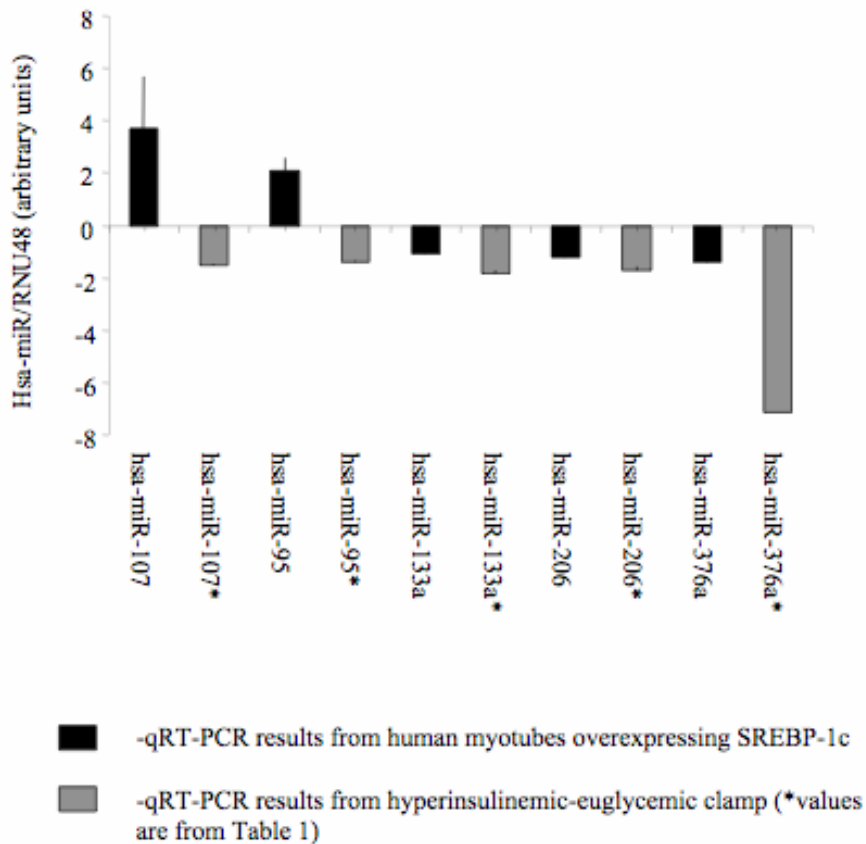 8
6
4
2
0
-2
-4
-6
-8
Hsa-miR/RNU48 (arbitrary units)
hsa-miR-107
hsa-miR-107*
hsa-miR-95
hsa-miR-95*
hsa-miR-133a
hsa-miR-133a*
hsa-miR-206
hsa-miR-206*
hsa-miR-376a
hsa-miR-376a*
-qRT-PCR results from human myotubes overexpressing SREBP-1c
-qRT-PCR results from hyperinsulinemic-euglycemic clamp (*values
are from Table 1)